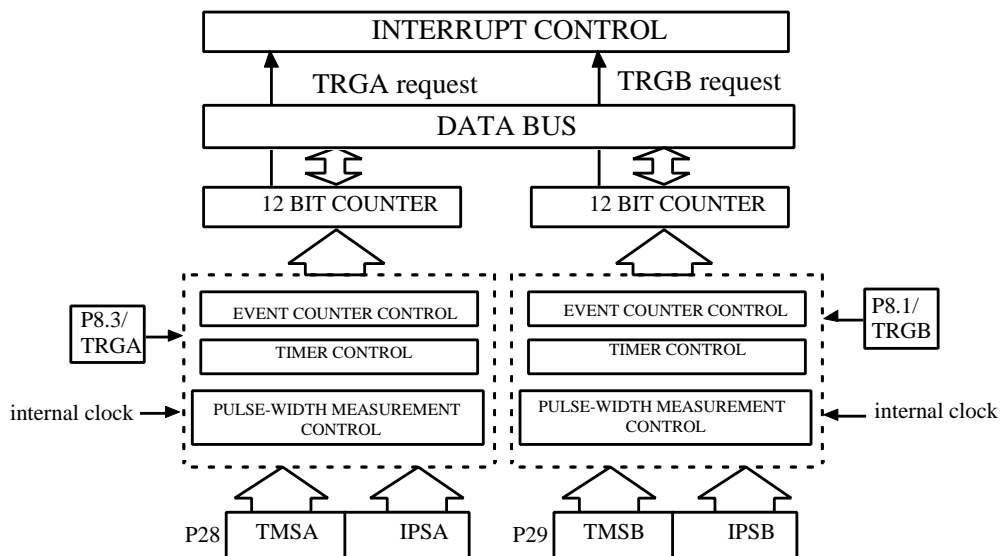 INTERRUPT CONTROL
TRGA request
TRGB request
DATA BUS
12 BIT COUNTER
12 BIT COUNTER
EVENT COUNTER CONTROL
TIMER CONTROL
PULSE-WIDTH MEASUREMENT
CONTROL
EVENT COUNTER CONTROL
TIMER CONTROL
PULSE-WIDTH MEASUREMENT
CONTROL
P8.3/
TRGA
P8.1/
TRGB
internal clock
internal clock
P28
TMSA
IPSA
P29
TMSB
IPSB